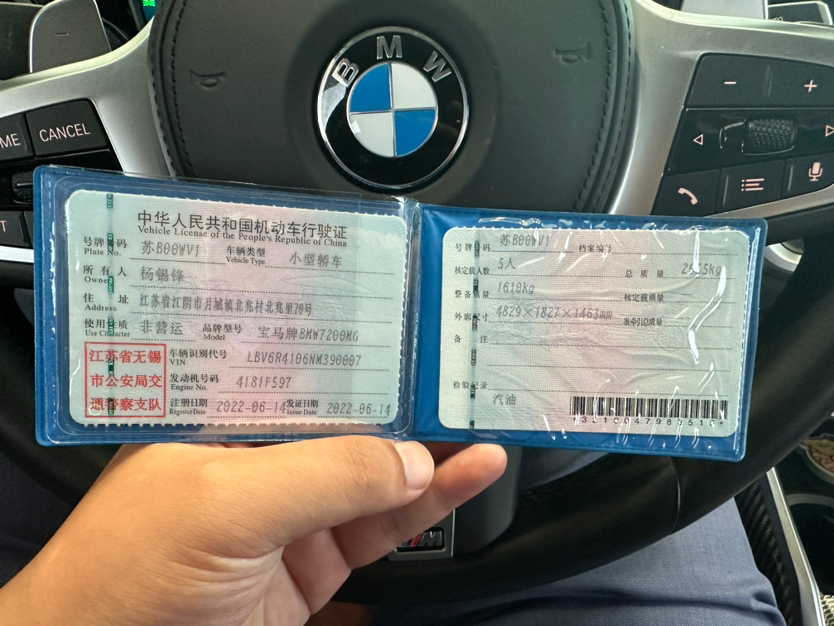 BMW
CANCEL
中华人民共和国机动车行驶证
Vehicle License of the People's Republic of China
号牌号码 苏B00WV1 车辆类型 小型轿车
Plate No. Vehicle Type
所有人 杨锡锋
Owner
住址 江苏省江阴市月城镇北兆村北兆里70号
Address
使用性质 非营运 品牌型号 宝马牌BMW7200MG
Use Character Model
江苏省无锡
市公安局交
通警察支队
车辆识别代号 LBV6R4106NM390007
VIN
发动机号码 4181F597
Engine No.
注册日期 2022-06-14 发证日期 2022-06-14
Register Date Issue Date
号牌号码 苏B00WV1 档案编号
核定载人数 5人 总质量
整备质量 1610kg 核定载质量
外廓尺寸 4829×1827×1463mm 准牵引总质量
备注
检验记录
汽油
M